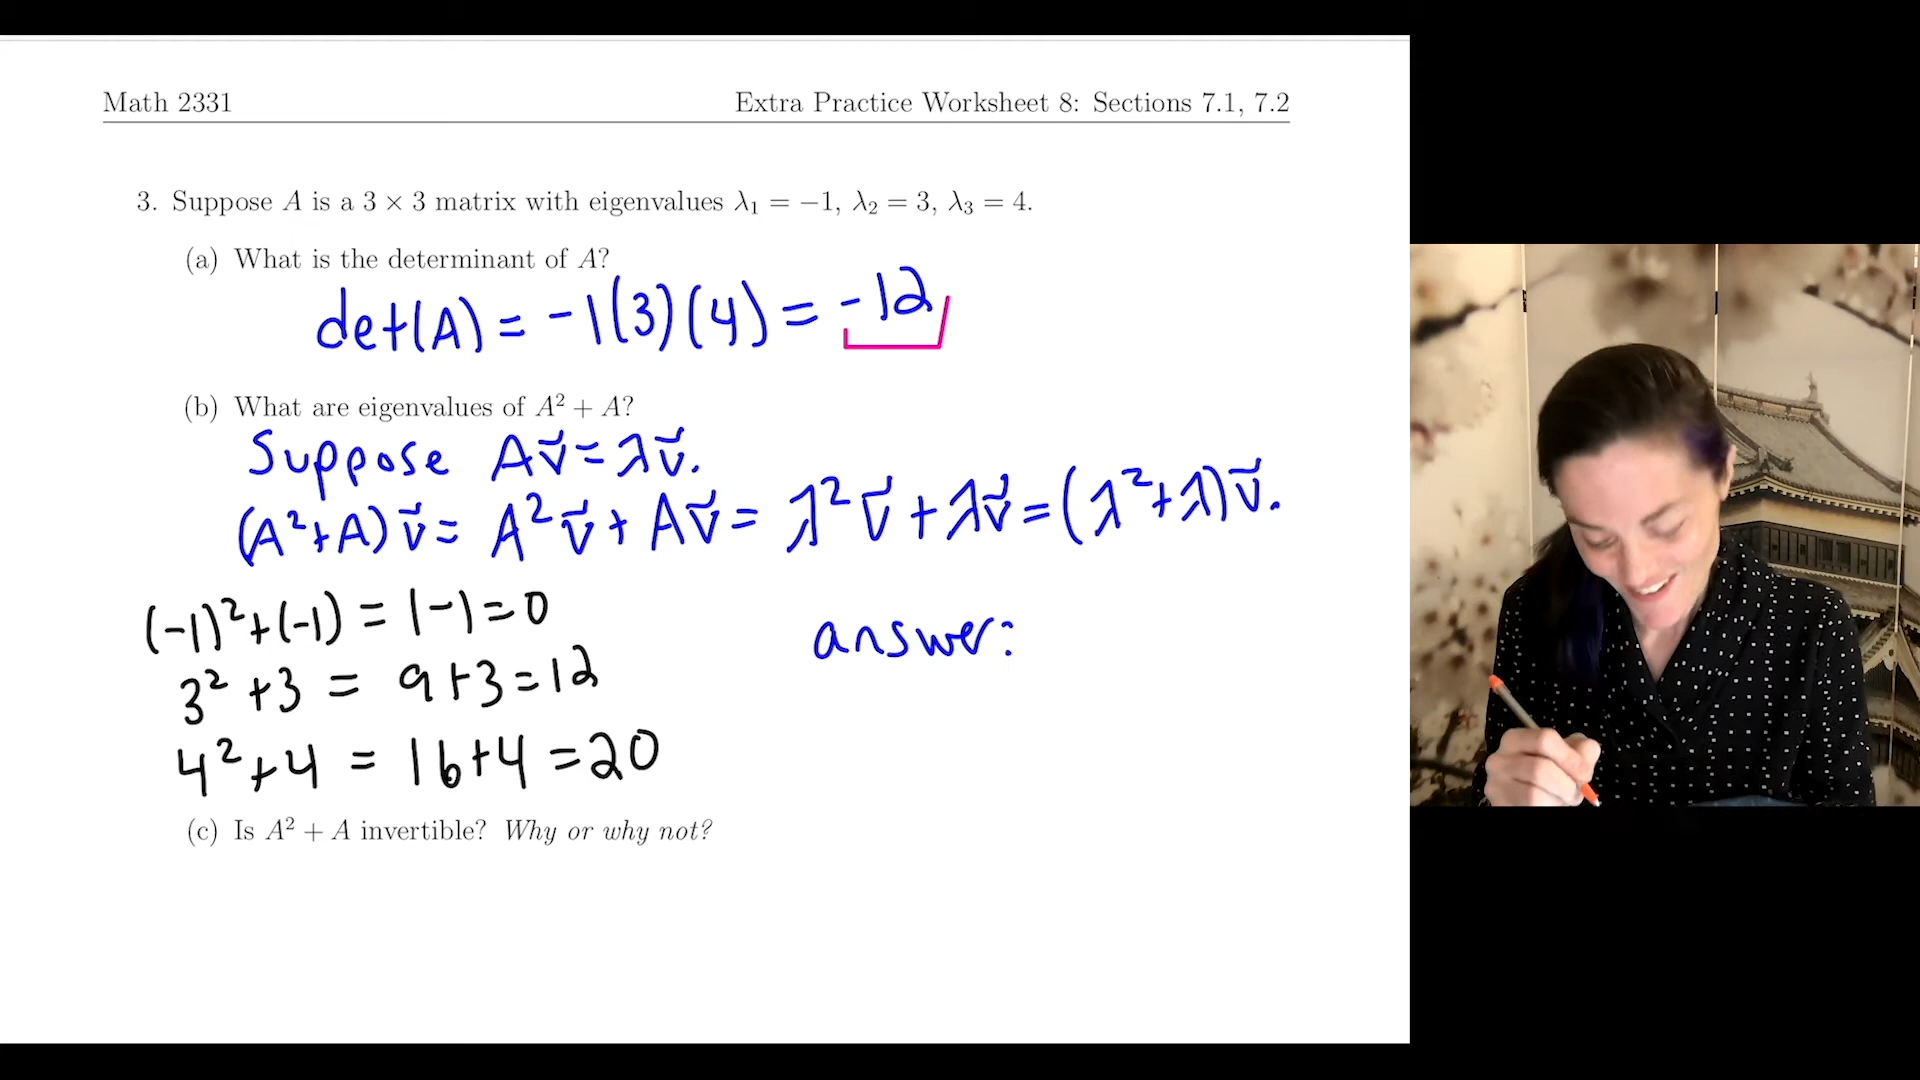 Math 2331 Extra Practice Worksheet 8: Sections 7.1, 7.2
3. Suppose A is a 3 × 3 matrix with eigenvalues λ₁ = −1, λ₂ = 3, λ₃ = 4.
(a) What is the determinant of A?
det(A) = -1(3)(4) = -12
(b) What are eigenvalues of A² + A?
Suppose Av⃗ = λv⃗.
(A²+A)v⃗ = A²v⃗ + Av⃗ = λ²v⃗ + λv⃗ = (λ²+λ)v⃗.
(-1)²+(-1) = 1-1=0
answer:
3² +3 = 9+3=12
4²+4 = 16+4=20
(c) Is A² + A invertible? Why or why not?